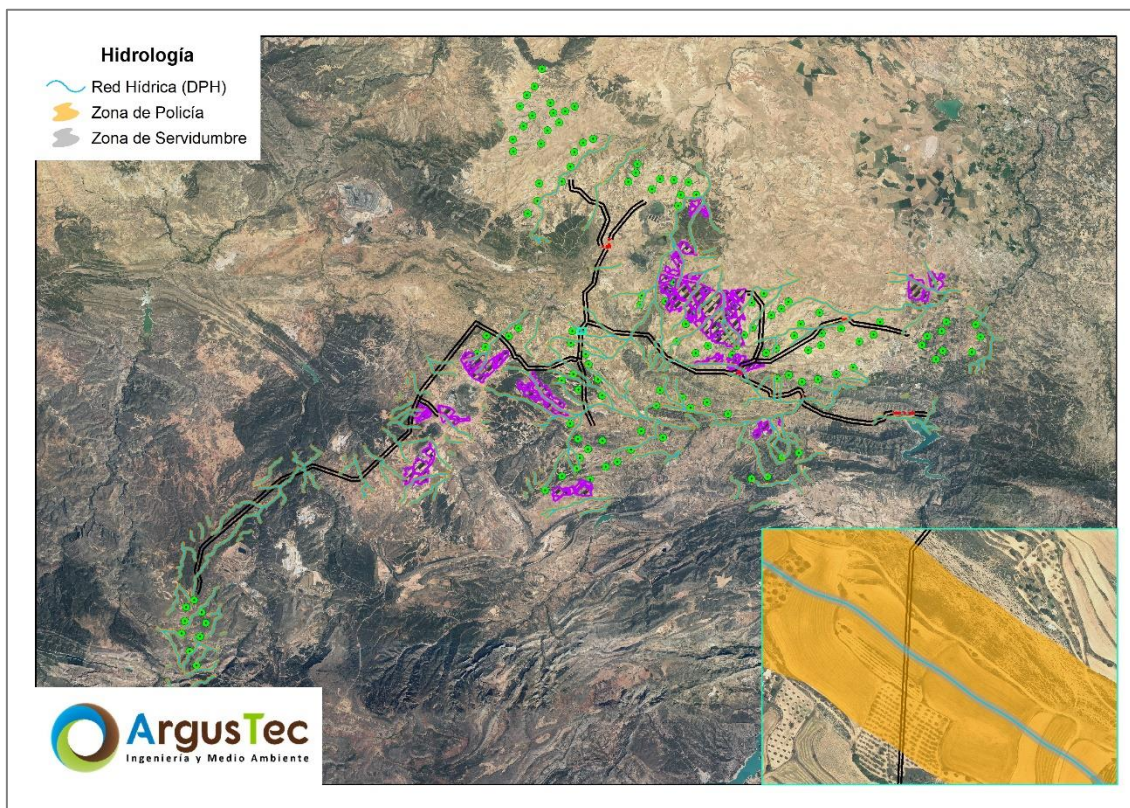 Hidrología
Red Hídrica (DPH)
Zona de Policía
Zona de Servidumbre
ArgusTec
Ingeniería y Medio Ambiente